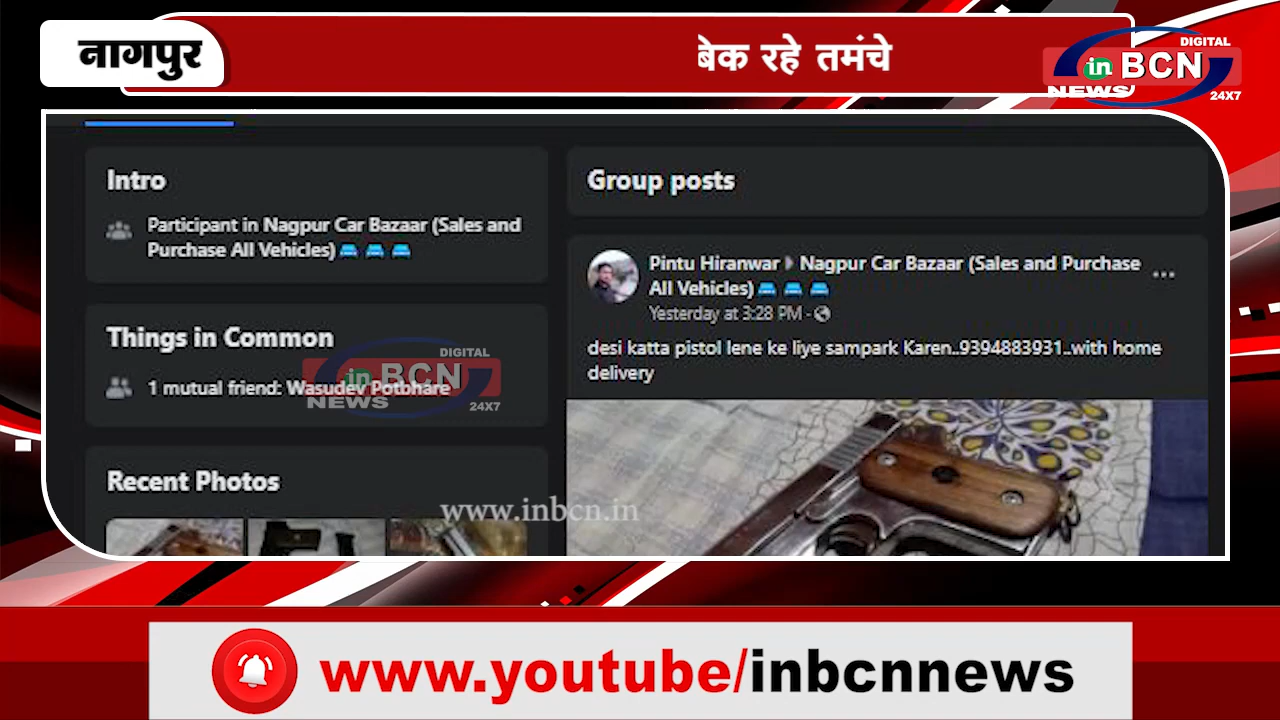 नागपुर
बेक रहे तमंचे
DIGITAL
in BCN
NEWS
24X7
Intro
Participant in Nagpur Car Bazaar (Sales and
Purchase All Vehicles)
Things in Common
1 mutual friend: Wasudev Potbhare
DIGITAL
in BCN
NEWS
24X7
Recent Photos
Group posts
Pintu Hiranwar Nagpur Car Bazaar (Sales and Purchase
All Vehicles)
Yesterday at 3:28 PM ·
desi katta pistol lene ke liye sampark Karen..9394883931..with home
delivery
www.inbcn.in
www.youtube/inbcnnews